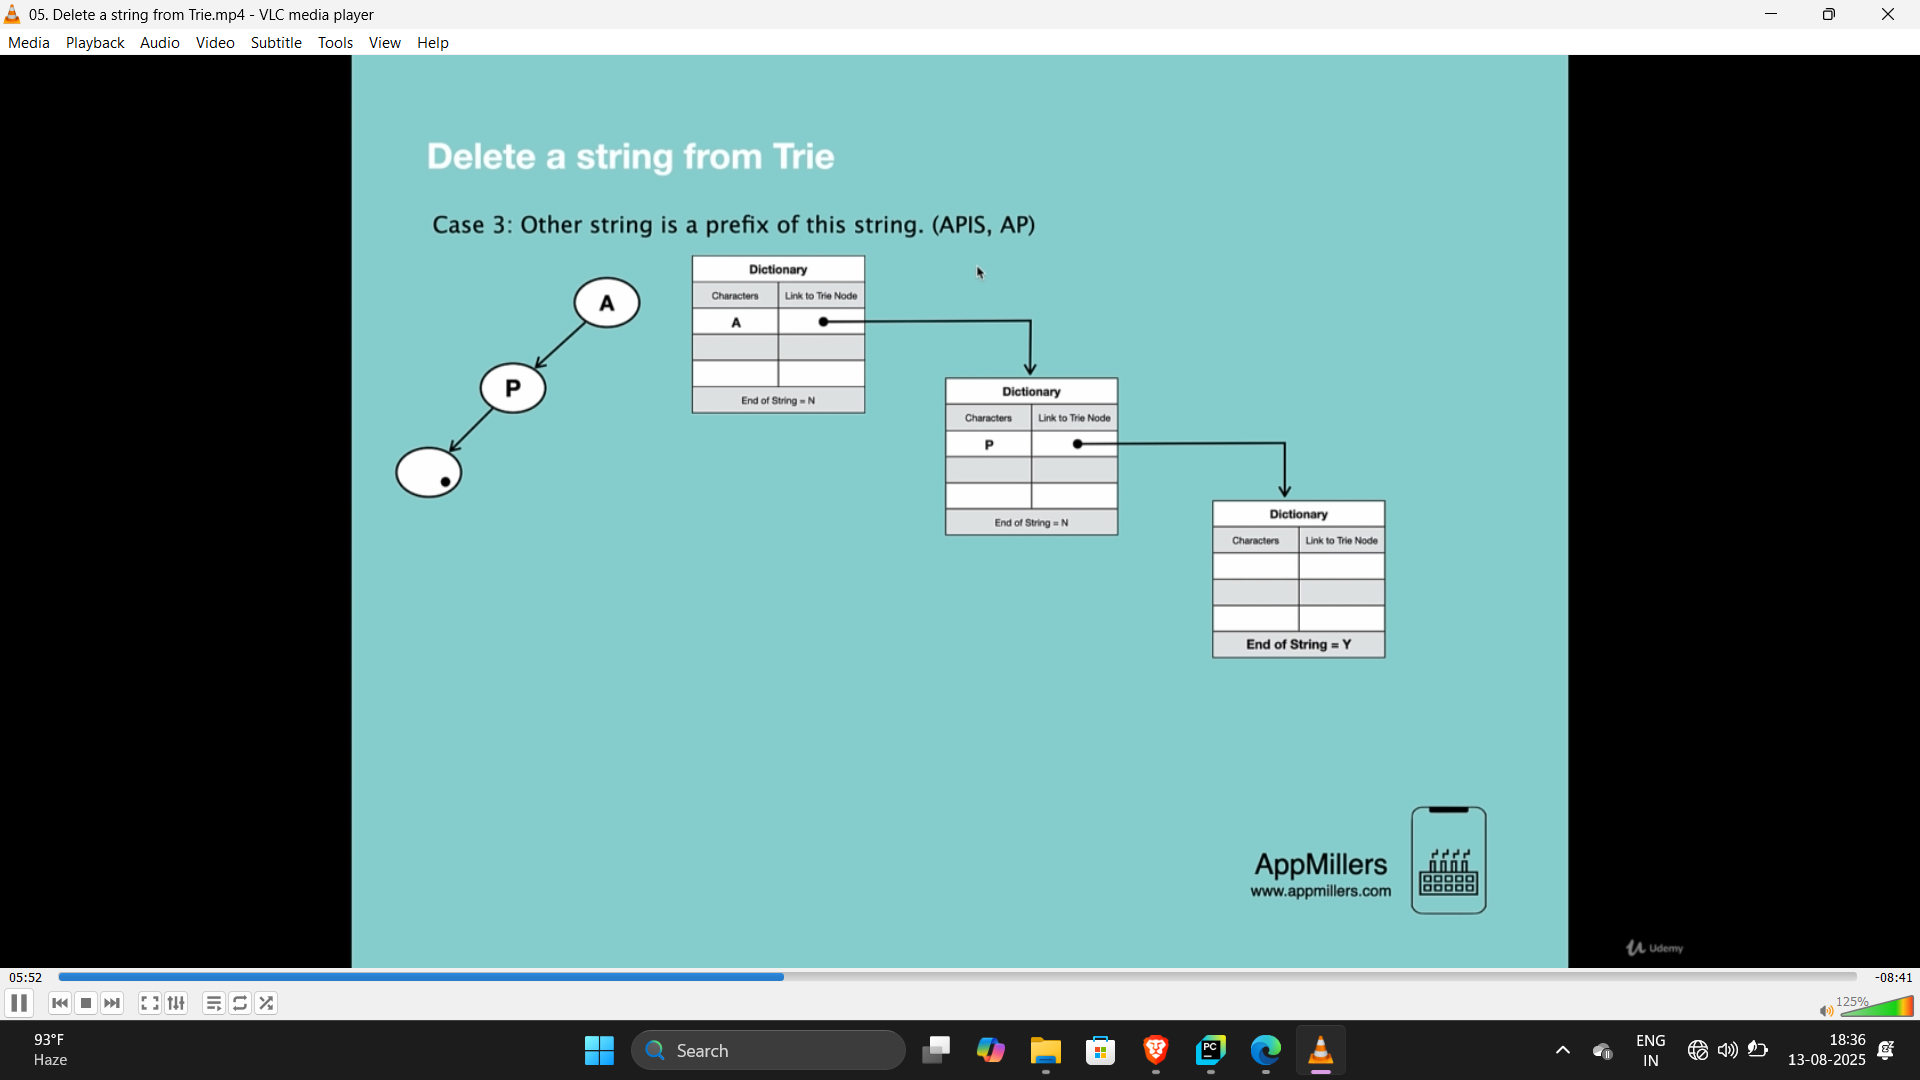 05. Delete a string from Trie.mp4 - VLC media player
Media Playback Audio Video Subtitle Tools View Help
Delete a string from Trie
Case 3: Other string is a prefix of this string. (APIS, AP)
A
P
Dictionary
Characters Link to Trie Node
A
End of String = N
Dictionary
Characters Link to Trie Node
P
End of String = N
Dictionary
Characters Link to Trie Node
End of String = Y
AppMillers
www.appmillers.com
Udemy
05:52 -08:41
125%
93°F
Haze
Search
PC
ENG
IN
18:36
13-08-2025